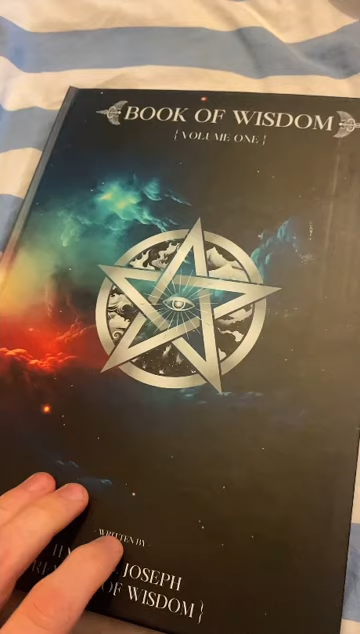 BOOK OF WISDOM
{ VOLUME ONE }
- WRITTEN BY -
JOSEPH
OF WISDOM }